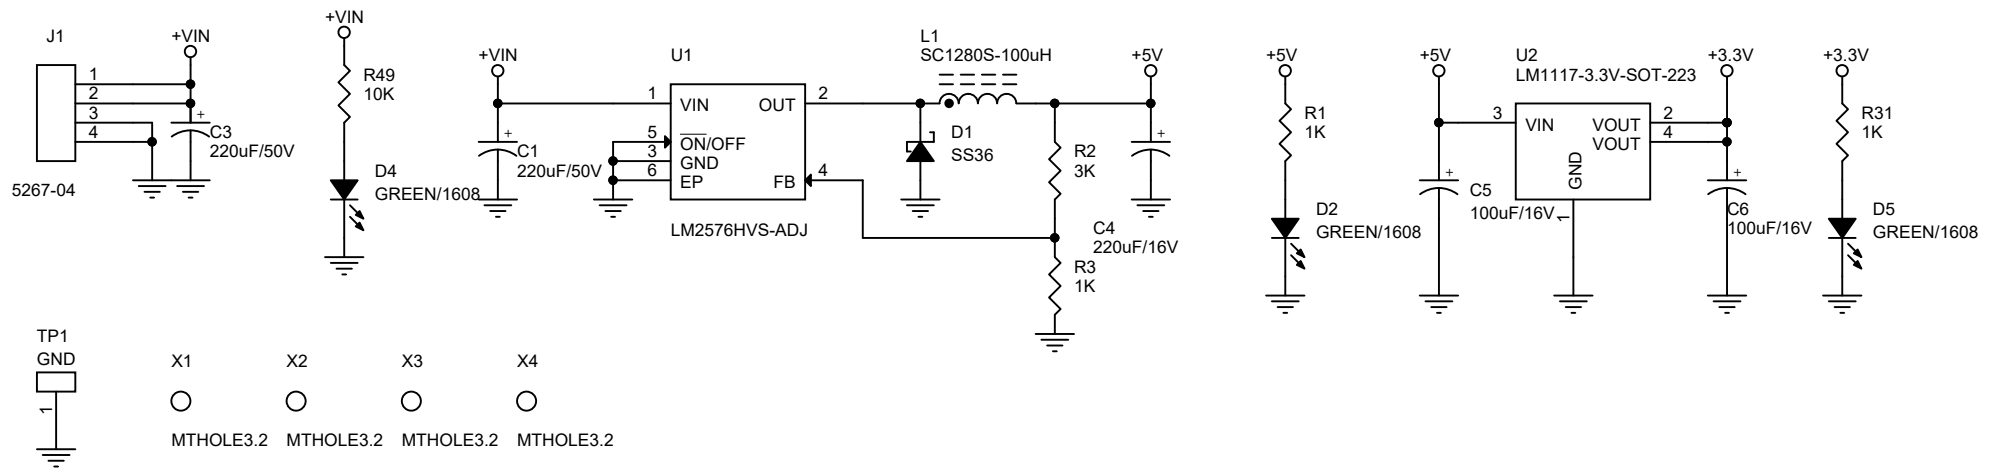 J1
+VIN
1
2
3
4
C3
220uF/50V
+
5267-04
+VIN
R49
10K
D4
GREEN/1608
+VIN
+
C1
220uF/50V
U1
1
VIN
OUT
2
5
ON/OFF
3
GND
6
EP
FB
4
LM2576HVS-ADJ
L1
SC1280S-100uH
D1
SS36
R2
3K
R3
1K
+5V
+
C4
220uF/16V
+5V
R1
1K
D2
GREEN/1608
+5V
+
C5
100uF/16V
U2
LM1117-3.3V-SOT-223
3
VIN
VOUT
2
VOUT
4
GND
1
+3.3V
+
C6
100uF/16V
+3.3V
R31
1K
D5
GREEN/1608
TP1
GND
1
X1
MTHOLE3.2
X2
MTHOLE3.2
X3
MTHOLE3.2
X4
MTHOLE3.2